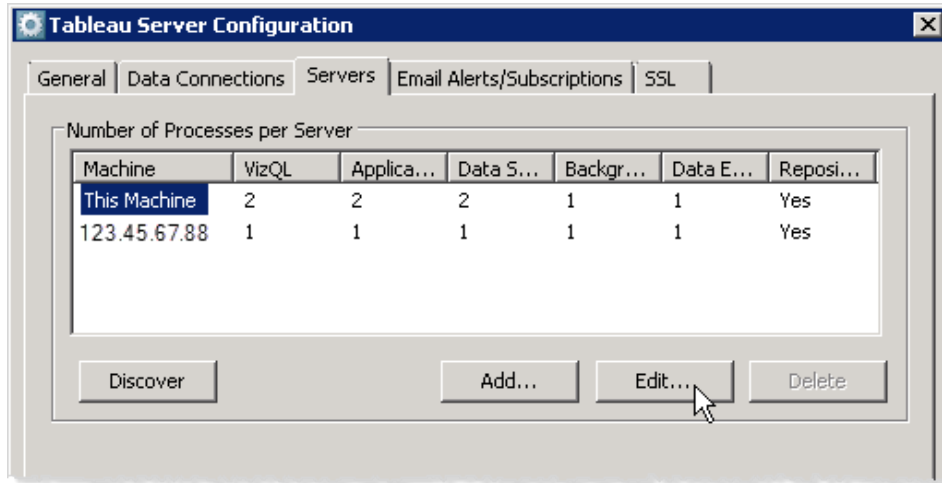 Tableau Server Configuration
General Data Connections Servers Email Alerts/Subscriptions SSL
Number of Processes per Server
Machine VizQL Applica... Data S... Backgr... Data E... Reposi...
This Machine 2 2 2 1 1 Yes
123.45.67.88 1 1 1 1 1 Yes
Discover Add... Edit... Delete